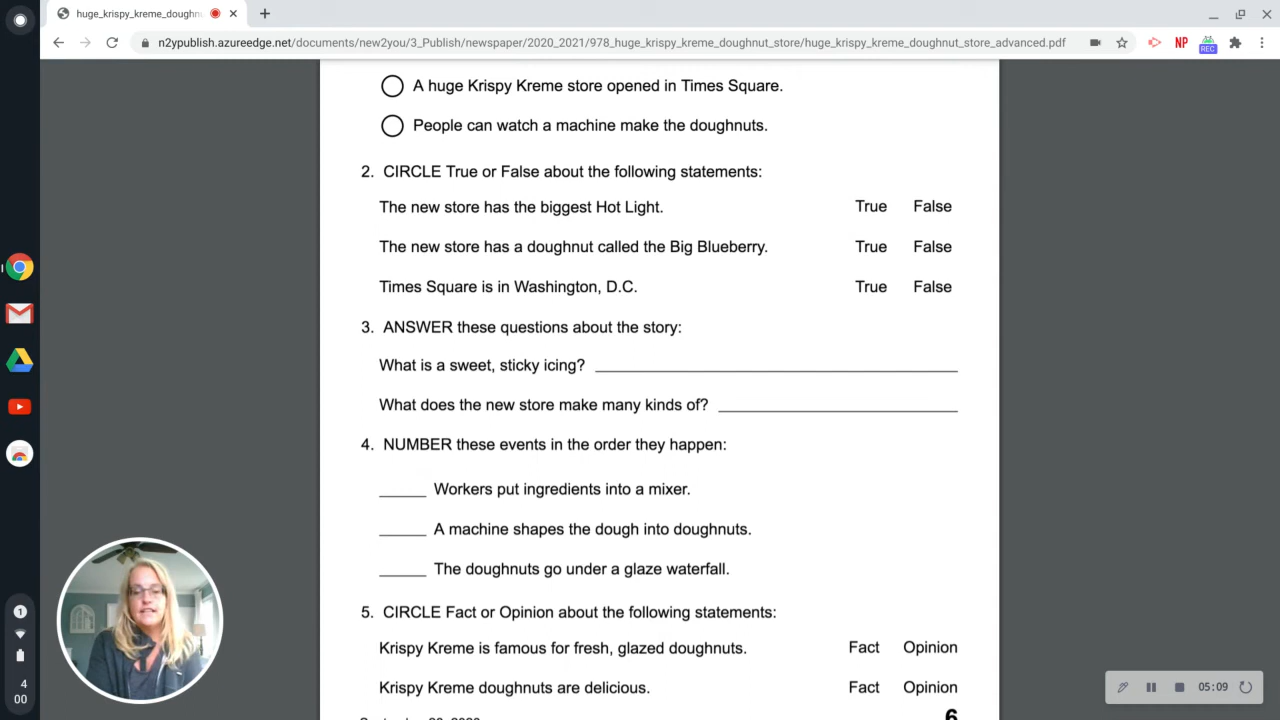 huge_krispy_kreme_doughn
n2ypublish.azureedge.net/documents/new2you/3_Publish/newspaper/2020_2021/978_huge_krispy_kreme_doughnut_store/huge_krispy_kreme_doughnut_store_advanced.pdf
NP
REC
A huge Krispy Kreme store opened in Times Square.
People can watch a machine make the doughnuts.
2. CIRCLE True or False about the following statements:
The new store has the biggest Hot Light. True False
The new store has a doughnut called the Big Blueberry. True False
Times Square is in Washington, D.C. True False
3. ANSWER these questions about the story:
What is a sweet, sticky icing?
What does the new store make many kinds of?
4. NUMBER these events in the order they happen:
Workers put ingredients into a mixer.
A machine shapes the dough into doughnuts.
The doughnuts go under a glaze waterfall.
5. CIRCLE Fact or Opinion about the following statements:
Krispy Kreme is famous for fresh, glazed doughnuts. Fact Opinion
Krispy Kreme doughnuts are delicious. Fact Opinion
6
1
4
00
05:09